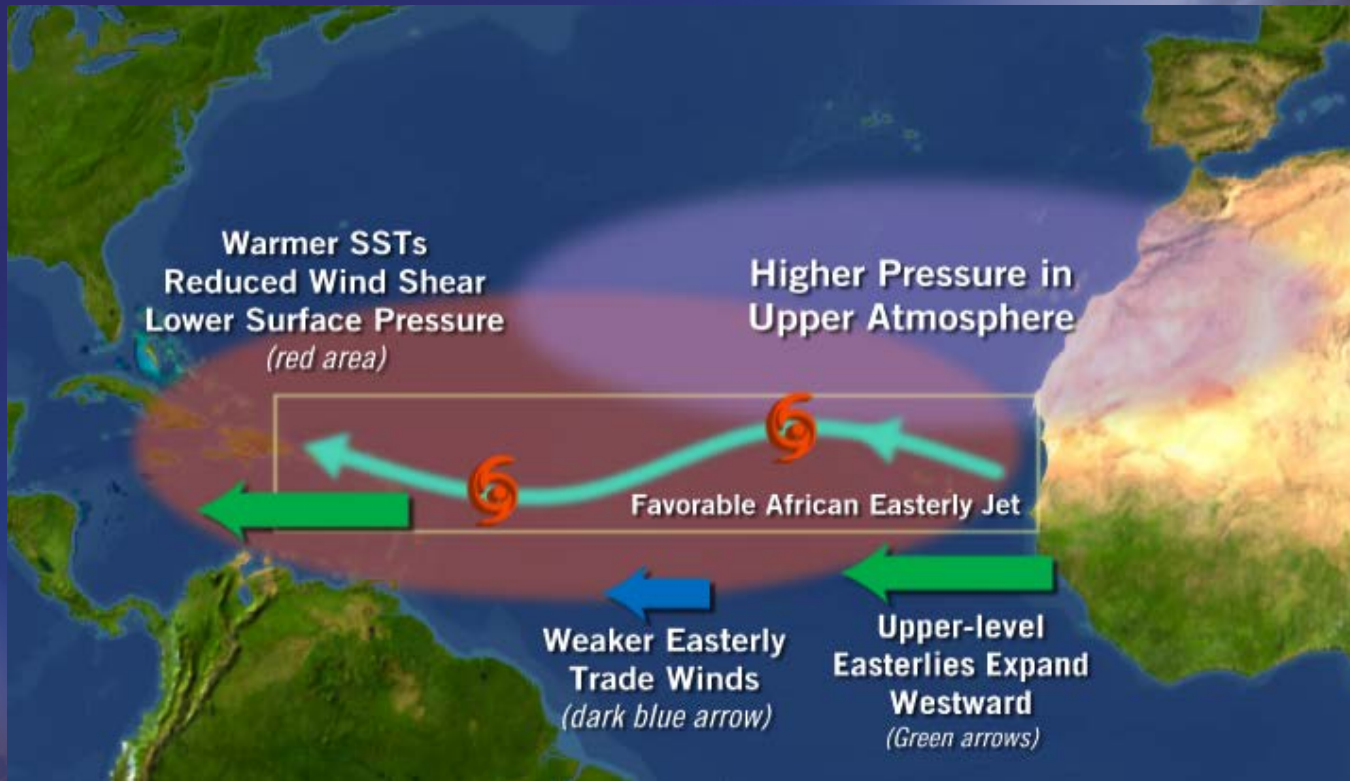 Warmer SSTs
Reduced Wind Shear
Lower Surface Pressure
(red area)
Higher Pressure in
Upper Atmosphere
Favorable African Easterly Jet
Weaker Easterly
Trade Winds
(dark blue arrow)
Upper-level
Easterlies Expand
Westward
(Green arrows)